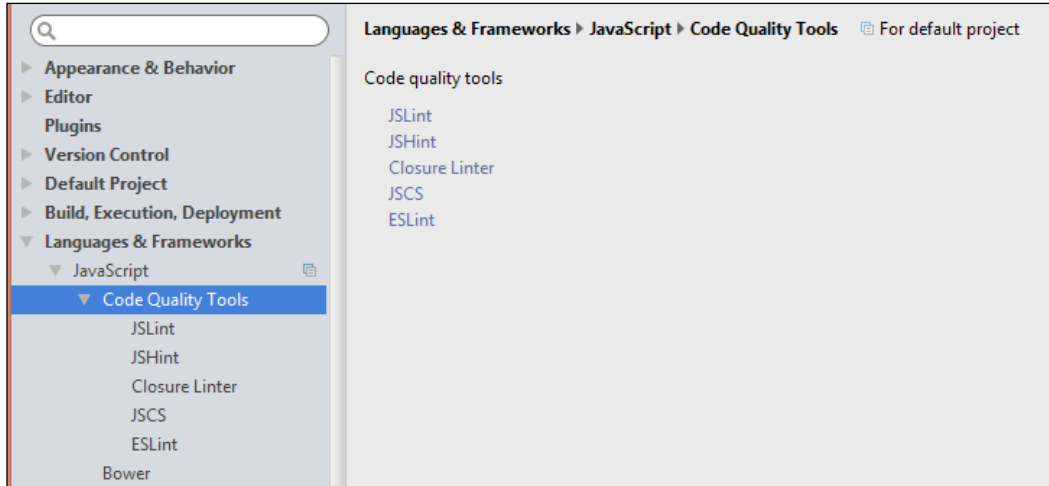 Appearance & Behavior
Editor
Plugins
Version Control
Default Project
Build, Execution, Deployment
Languages & Frameworks
JavaScript
Code Quality Tools
JSLint
JSHint
Closure Linter
JSCS
ESLint
Bower
Languages & Frameworks ▸ JavaScript ▸ Code Quality Tools For default project
Code quality tools
JSLint
JSHint
Closure Linter
JSCS
ESLint